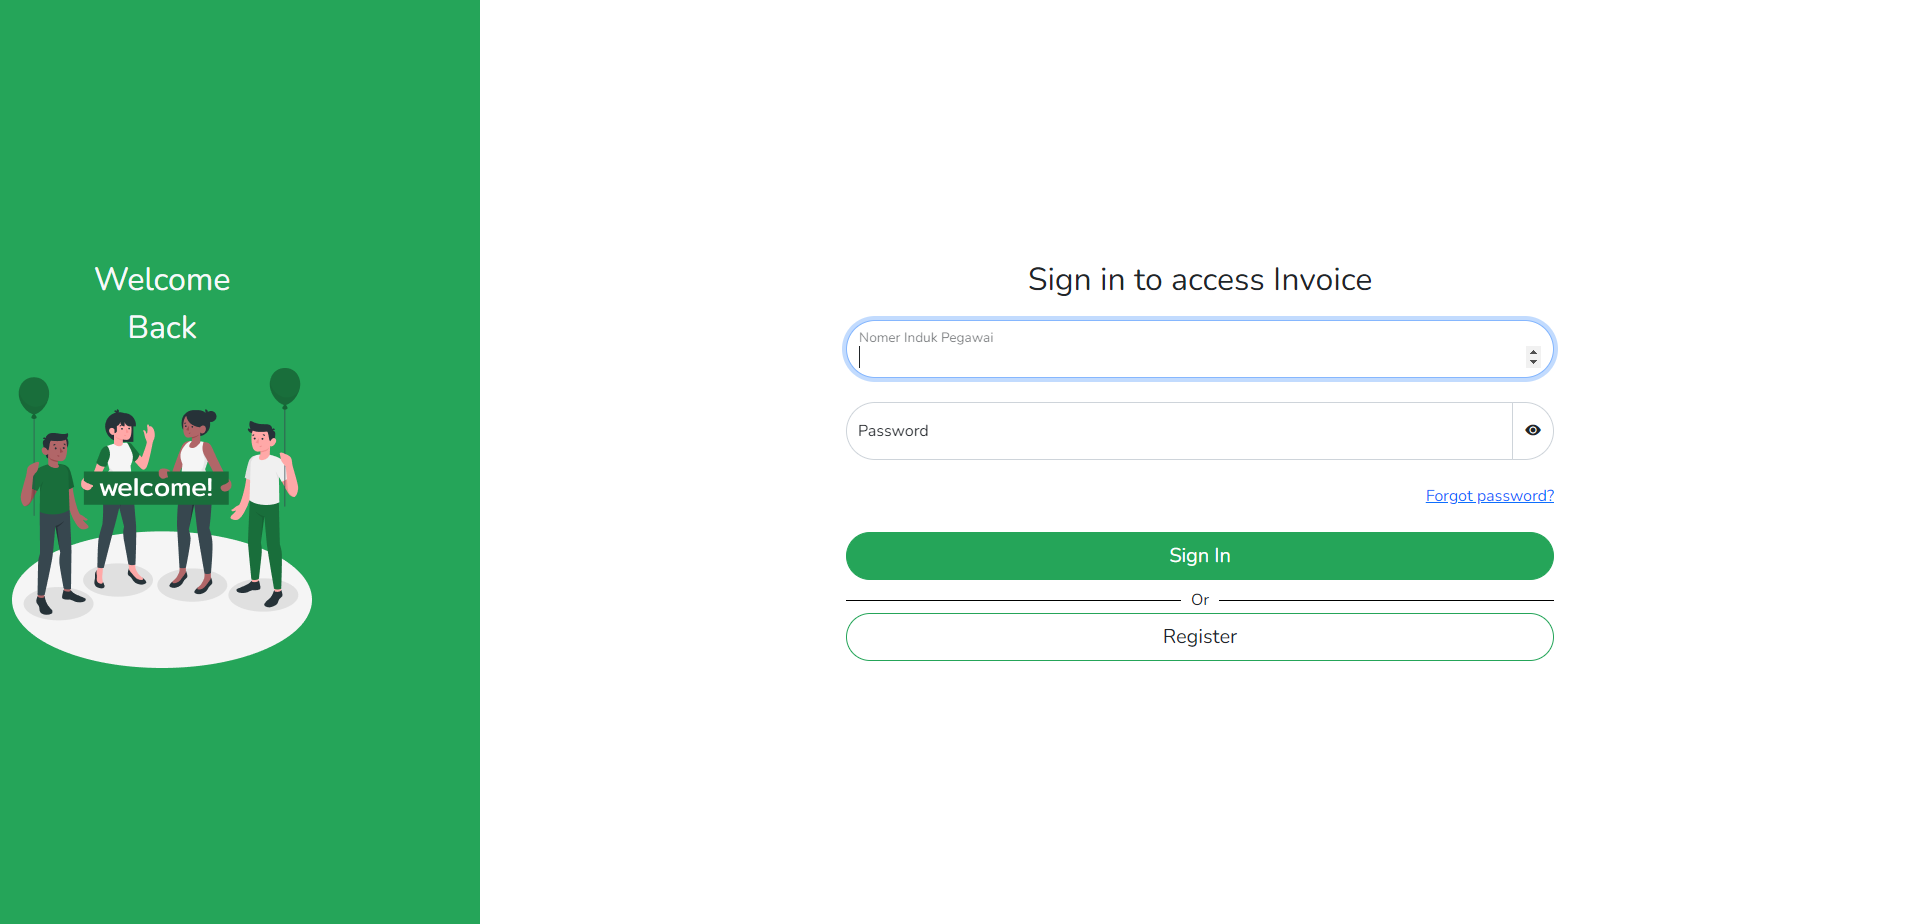 Welcome
Back
welcome!
Sign in to access Invoice
Nomer Induk Pegawai
Password
Forgot password?
Sign In
Or
Register